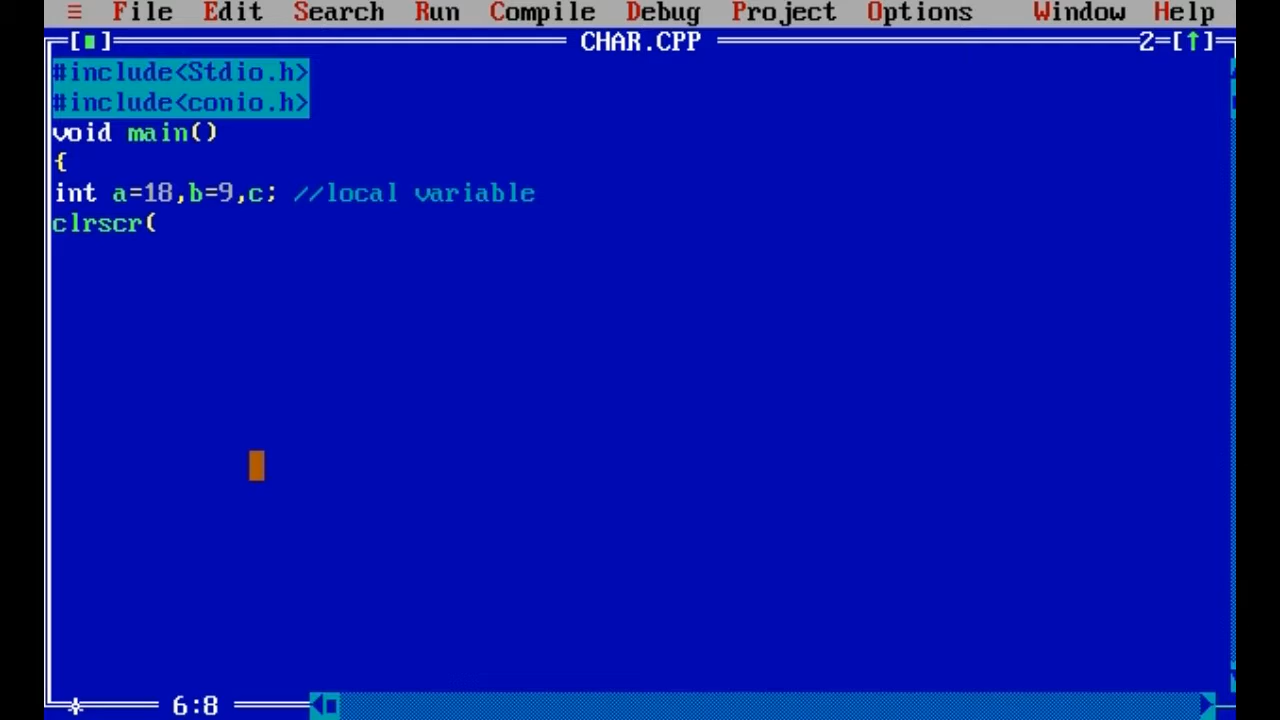 ≡ File Edit Search Run Compile Debug Project Options Window Help
[■] CHAR.CPP 2=[↑]
#include<Stdio.h>
#include<conio.h>
void main()
{
int a=18,b=9,c; //local variable
clrscr(
6:8